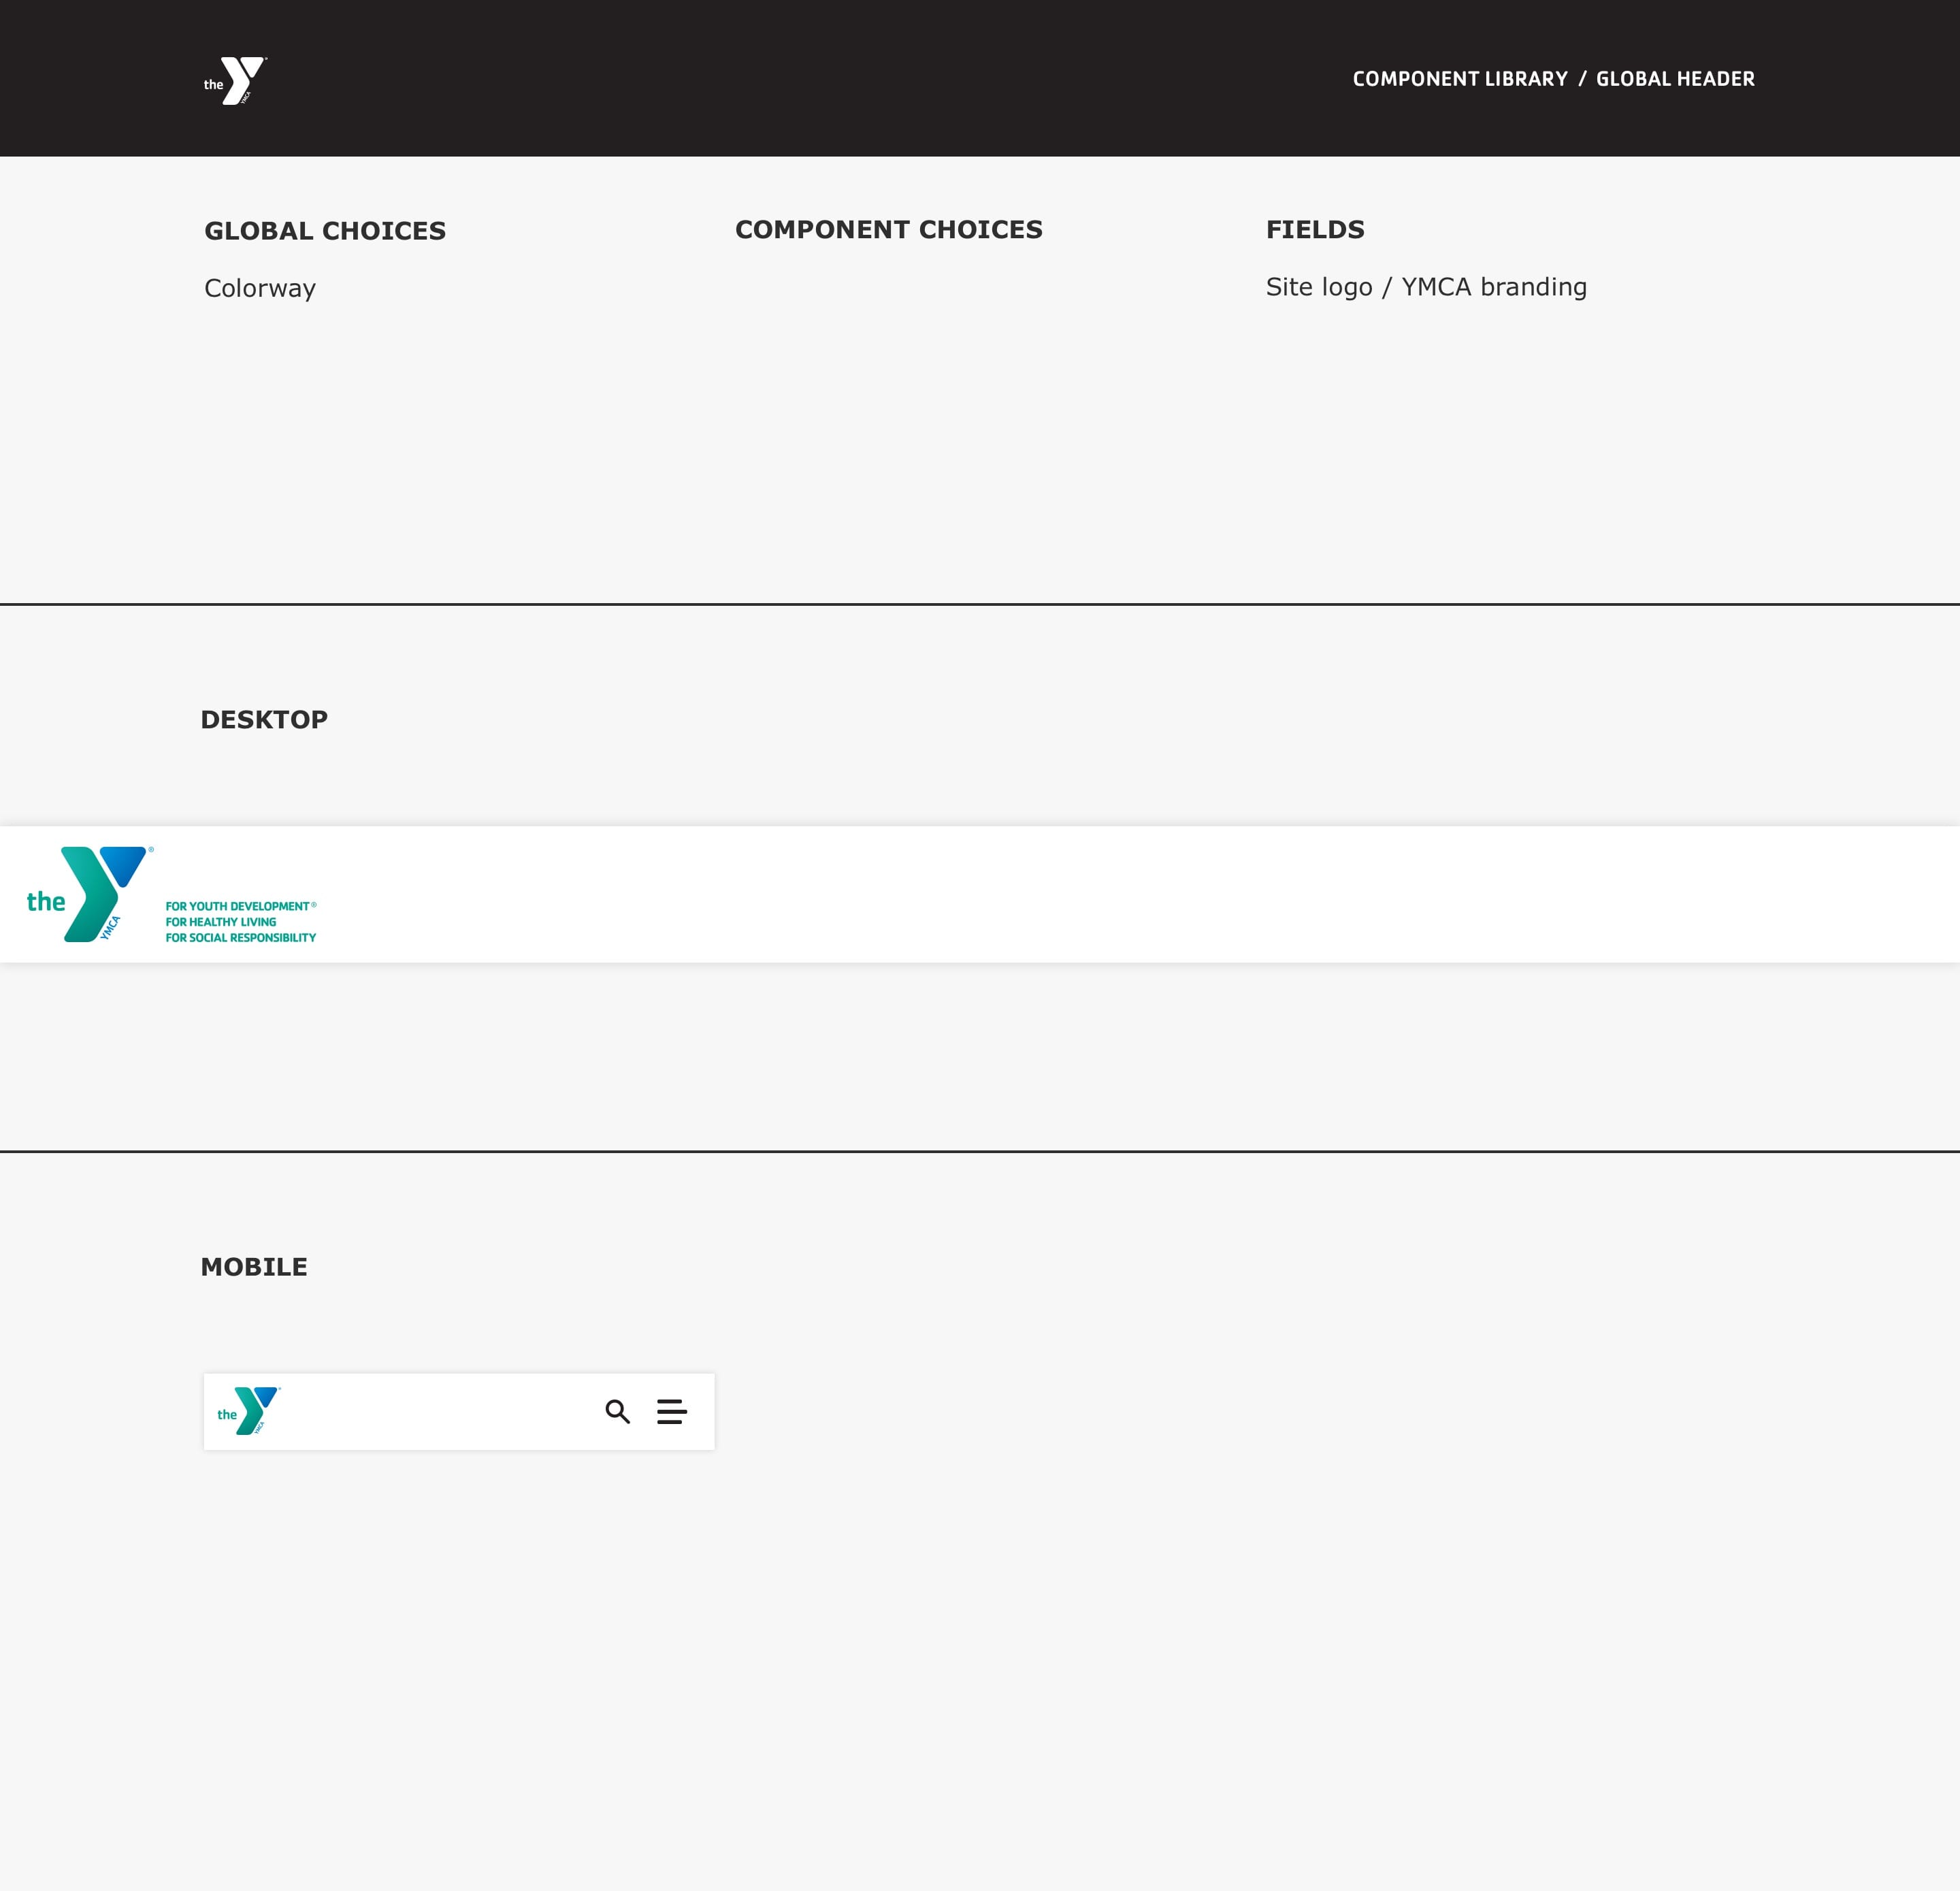 the Y® YMCA
COMPONENT LIBRARY / GLOBAL HEADER
GLOBAL CHOICES
Colorway
COMPONENT CHOICES
FIELDS
Site logo / YMCA branding
DESKTOP
the Y® YMCA
FOR YOUTH DEVELOPMENT®
FOR HEALTHY LIVING
FOR SOCIAL RESPONSIBILITY
MOBILE
the Y® YMCA